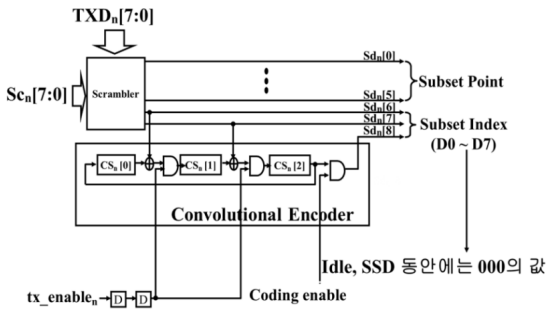 TXDn[7:0]
Scn[7:0]
Scrambler
Sdn[0]
Sdn[5]
Sdn[6]
Sdn[7]
Sdn[8]
Subset Point
Subset Index
(D0 ~ D7)
CSn [0]
CSn [1]
CSn [2]
Convolutional Encoder
Idle, SSD 동안에는 000의 값
tx_enablen
D
D
Coding enable